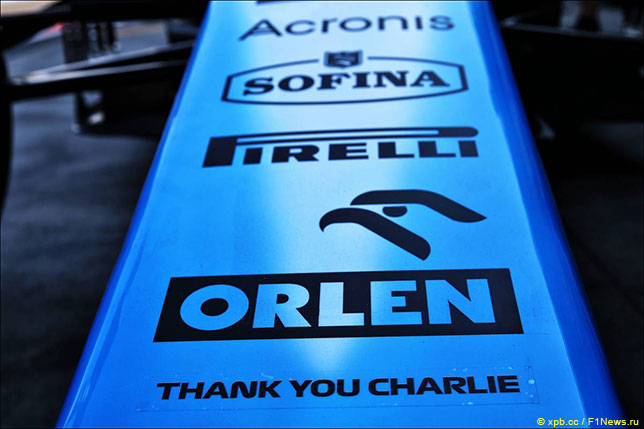 Acronis
SOFINA
PIRELLI
ORLEN
THANK YOU CHARLIE
© xpb.cc / F1News.ru